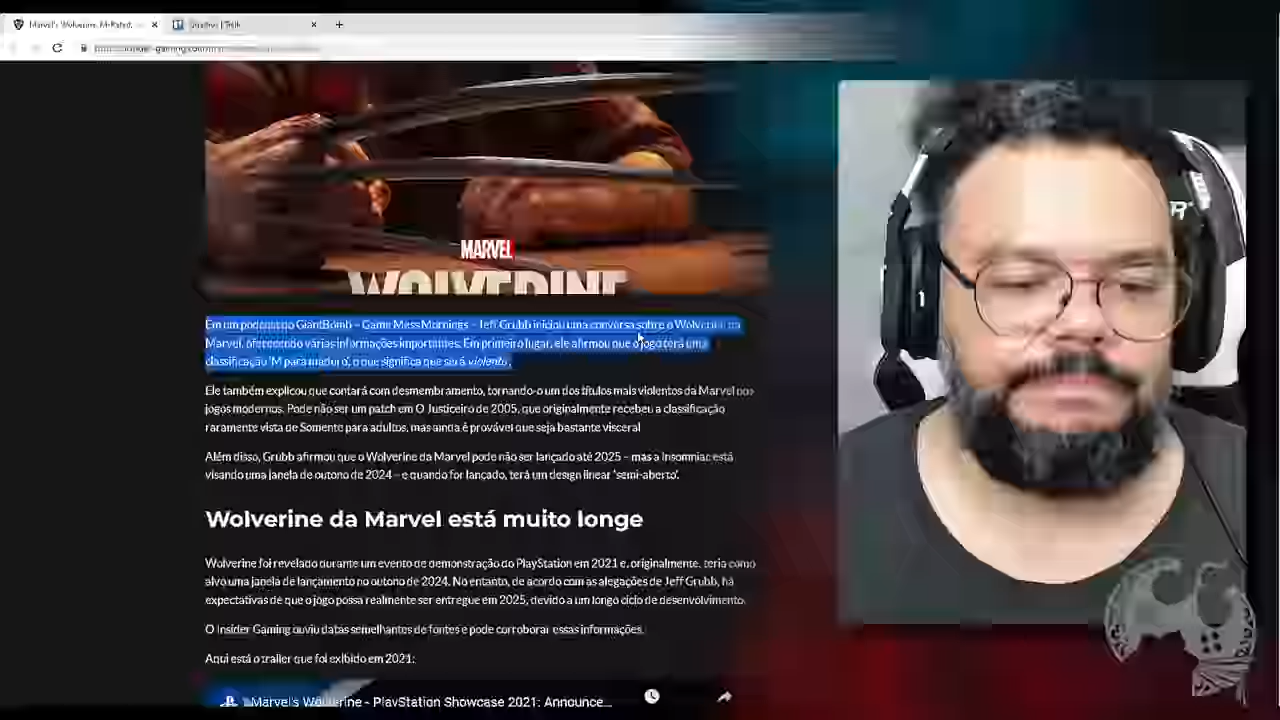 Marvel's Wolverine: M-Rated,
MARVEL
WOLVERINE
Em um podcast no GiantBomb – Game Mess Mornings – Jeff Grubb iniciou uma conversa sobre o Wolverine da
Marvel, oferecendo várias informações importantes. Em primeiro lugar, ele afirmou que o jogo terá uma
classificação 'M para maduro', o que significa que será violento.
Ele também explicou que contará com desmembramento, tornando-o um dos títulos mais violentos da Marvel nos
jogos modernos. Pode não ser um patch em O Justiceiro de 2005, que originalmente recebeu a classificação
raramente vista de Somente para adultos, mas ainda é provável que seja bastante visceral
Além disso, Grubb afirmou que o Wolverine da Marvel pode não ser lançado até 2025 – mas a Insomniac está
visando uma janela de outono de 2024 – e quando for lançado, terá um design linear 'semi-aberto'.
Wolverine da Marvel está muito longe
Wolverine foi revelado durante um evento de demonstração do PlayStation em 2021 e, originalmente, teria como
alvo uma janela de lançamento no outono de 2024. No entanto, de acordo com as alegações de Jeff Grubb, há
expectativas de que o jogo possa realmente ser entregue em 2025, devido a um longo ciclo de desenvolvimento.
O Insider Gaming ouviu datas semelhantes de fontes e pode corroborar essas informações.
Aqui está o trailer que foi exibido em 2021:
Marvel's Wolverine - PlayStation Showcase 2021: Announce...